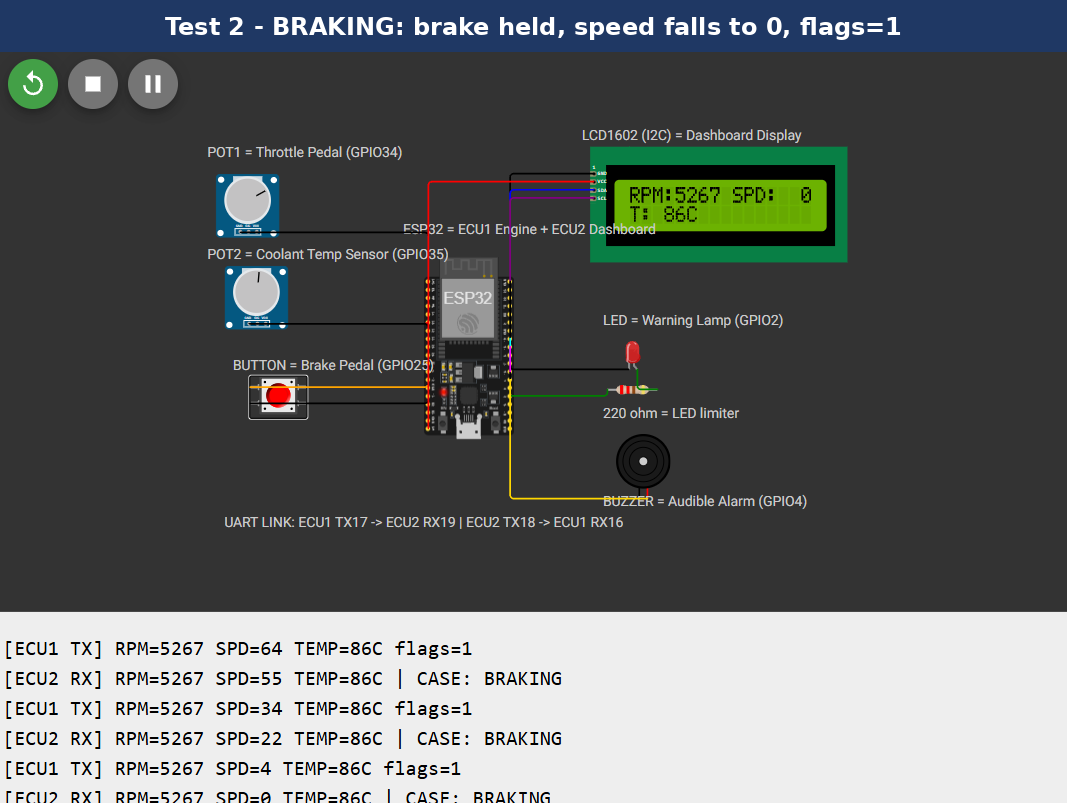 Test 2 - BRAKING: brake held, speed falls to 0, flags=1
LCD1602 (I2C) = Dashboard Display
POT1 = Throttle Pedal (GPIO34)
1
GND
VCC
SDA
SCL
RPM:5267 SPD:  0
T: 86C
ESP32 = ECU1 Engine + ECU2 Dashboard
POT2 = Coolant Temp Sensor (GPIO35)
ESP32
LED = Warning Lamp (GPIO2)
BUTTON = Brake Pedal (GPIO25)
220 ohm = LED limiter
BUZZER = Audible Alarm (GPIO4)
UART LINK: ECU1 TX17 -> ECU2 RX19 | ECU2 TX18 -> ECU1 RX16
[ECU1 TX] RPM=5267 SPD=64 TEMP=86C flags=1
[ECU2 RX] RPM=5267 SPD=55 TEMP=86C | CASE: BRAKING
[ECU1 TX] RPM=5267 SPD=34 TEMP=86C flags=1
[ECU2 RX] RPM=5267 SPD=22 TEMP=86C | CASE: BRAKING
[ECU1 TX] RPM=5267 SPD=4 TEMP=86C flags=1
[ECU2 RX] RPM=5267 SPD=0 TEMP=86C | CASE: BRAKING